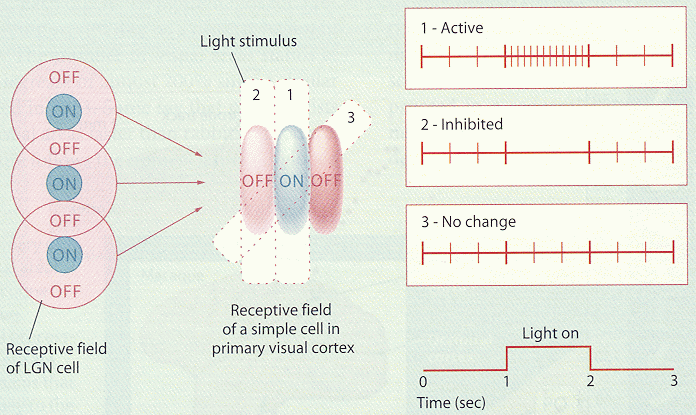 Light stimulus
OFF
ON
OFF
ON
OFF
ON
OFF
Receptive field
of LGN cell
2
1
3
OFF
ON
OFF
Receptive field
of a simple cell in
primary visual cortex
1 - Active
2 - Inhibited
3 - No change
Light on
0
1
2
3
Time (sec)